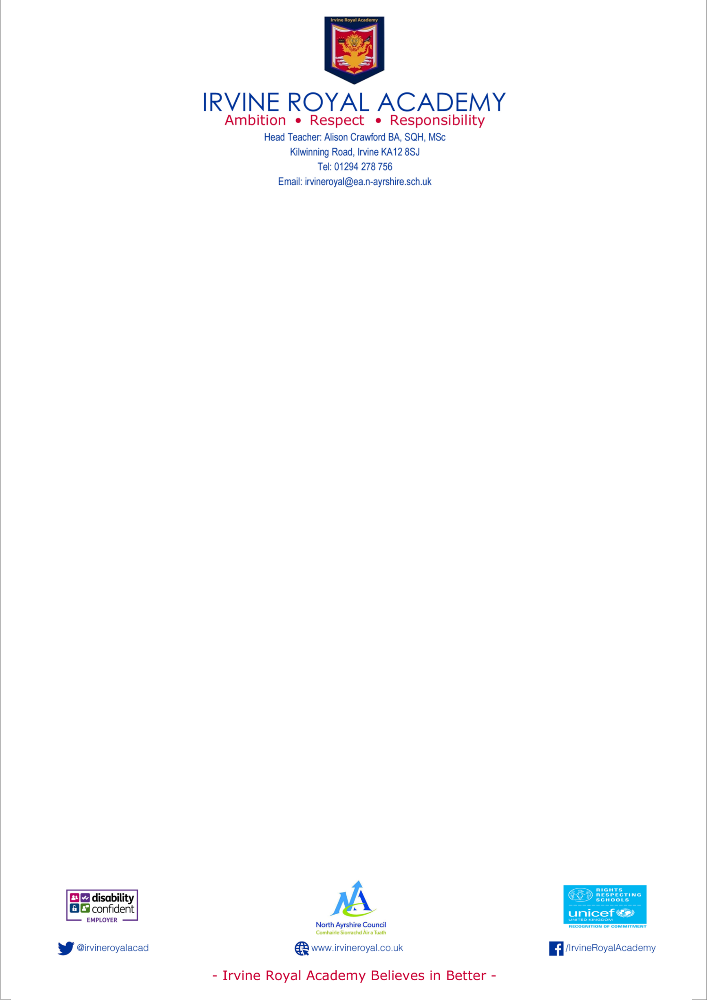 Irvine Royal Academy
IRVINE ROYAL ACADEMY
Ambition • Respect • Responsibility
Head Teacher: Alison Crawford BA, SQH, MSc
Kilwinning Road, Irvine KA12 8SJ
Tel: 01294 278 756
Email: irvineroyal@ea.n-ayrshire.sch.uk
disability
confident
EMPLOYER
North Ayrshire Council
Comhairle Siorrachd Àir a Tuath
RIGHTS
RESPECTING
SCHOOLS
unicef
UNITED KINGDOM
RECOGNITION OF COMMITMENT
@irvineroyalacad
www.irvineroyal.co.uk
/IrvineRoyalAcademy
- Irvine Royal Academy Believes in Better -